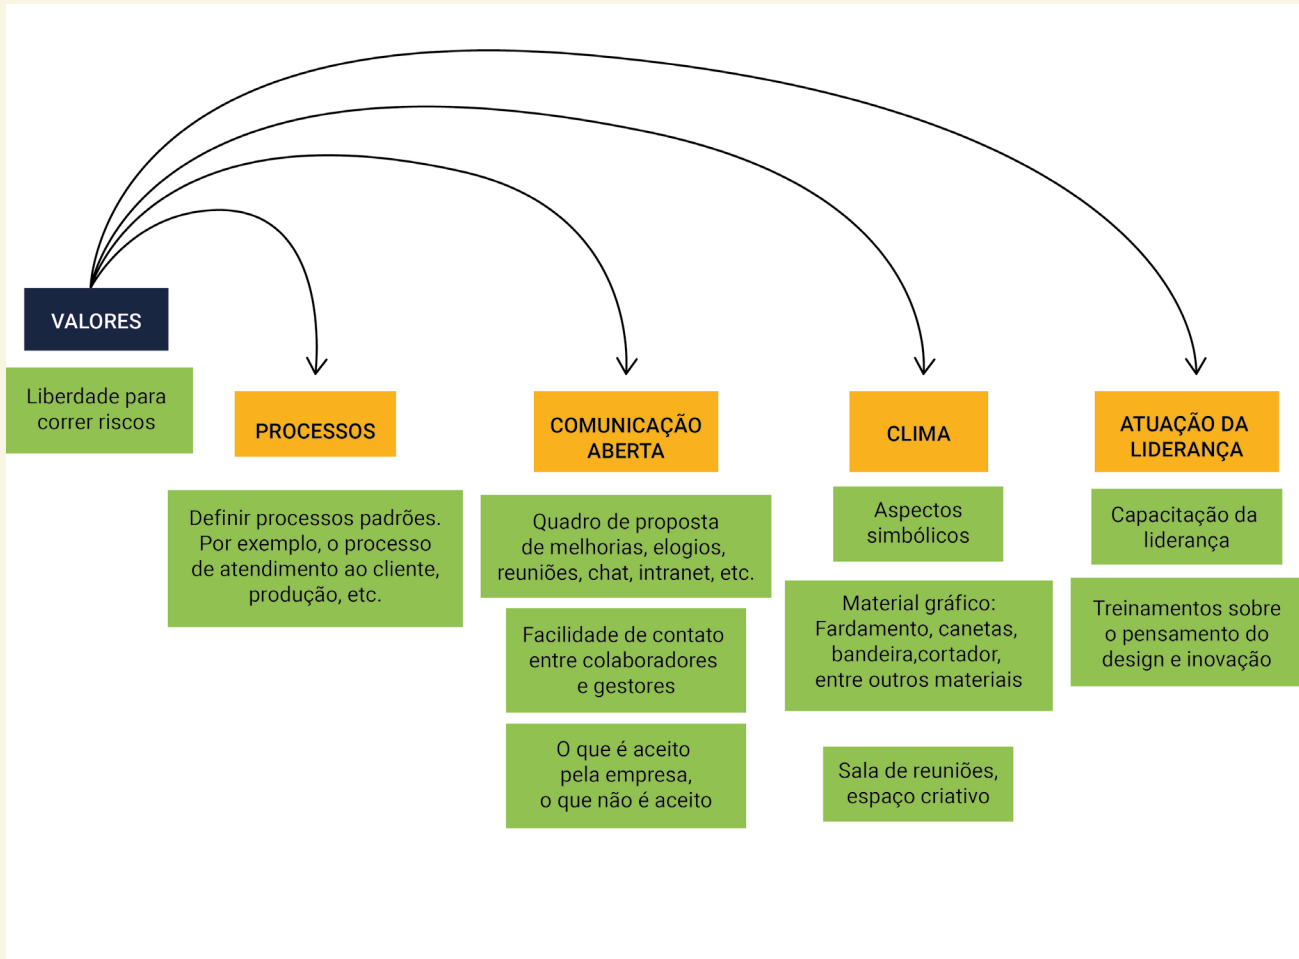 VALORES
Liberdade para
correr riscos
PROCESSOS
Definir processos padrões.
Por exemplo, o processo
de atendimento ao cliente,
produção, etc.
COMUNICAÇÃO
ABERTA
Quadro de proposta
de melhorias, elogios,
reuniões, chat, intranet, etc.
Facilidade de contato
entre colaboradores
e gestores
O que é aceito
pela empresa,
o que não é aceito
CLIMA
Aspectos
simbólicos
Material gráfico:
Fardamento, canetas,
bandeira,cortador,
entre outros materiais
Sala de reuniões,
espaço criativo
ATUAÇÃO DA
LIDERANÇA
Capacitação da
liderança
Treinamentos sobre
o pensamento do
design e inovação